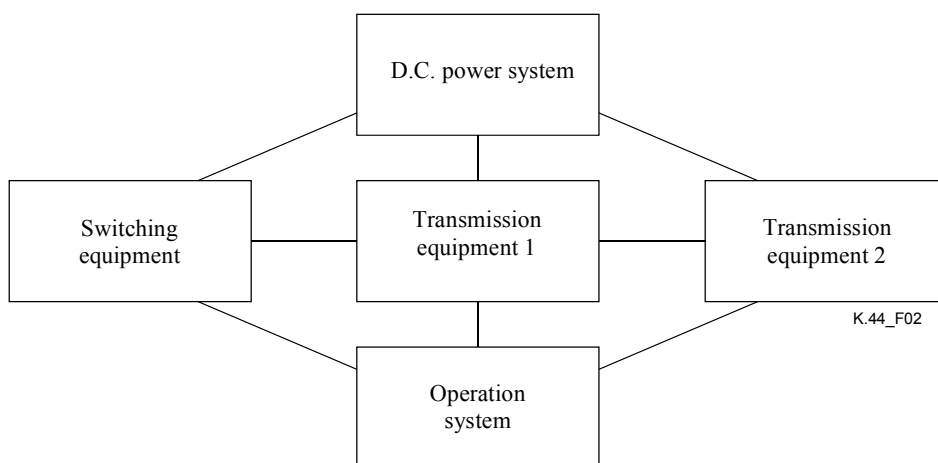 D.C. power system
Switching
equipment
Transmission
equipment 1
Transmission
equipment 2
K.44_F02
Operation
system